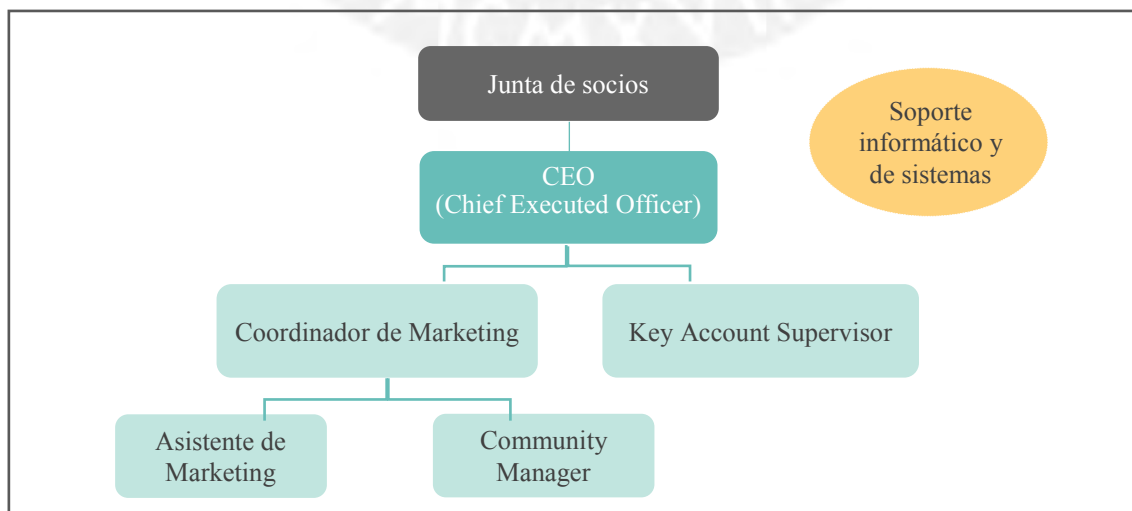 Junta de socios
Soporte
informático y
de sistemas
CEO
(Chief Executed Officer)
Coordinador de Marketing
Key Account Supervisor
Asistente de
Marketing
Community
Manager